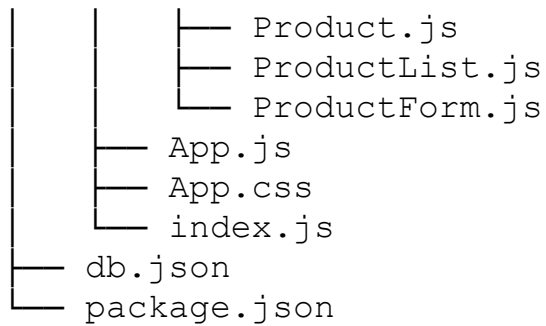 │   │   ├── Product.js
│   │   ├── ProductList.js
│   │   └── ProductForm.js
│   ├── App.js
│   ├── App.css
│   └── index.js
├── db.json
└── package.json